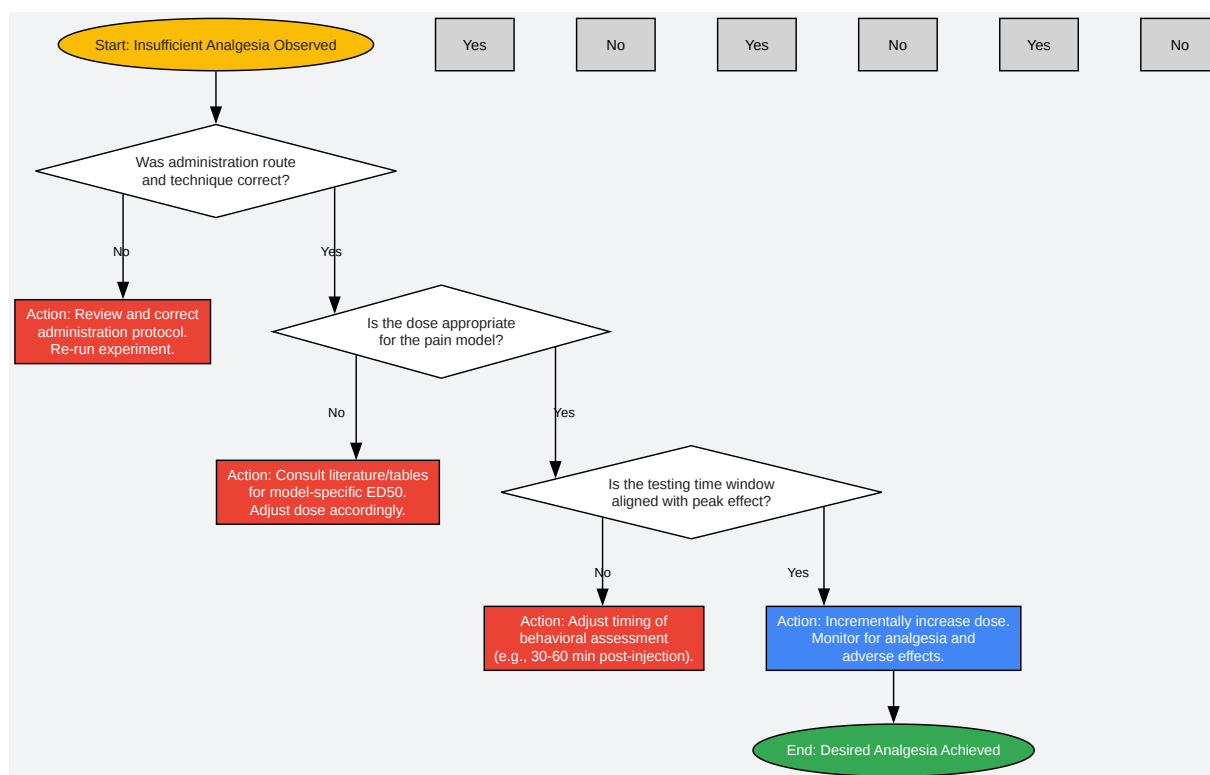 Start: Insufficient Analgesia Observed
Yes
No
Yes
No
Yes
No
Was administration route
and technique correct?
No
Yes
Action: Review and correct
administration protocol.
Re-run experiment.
Is the dose appropriate
for the pain model?
No
Yes
Action: Consult literature/tables
for model-specific ED50.
Adjust dose accordingly.
Is the testing time window
aligned with peak effect?
No
Yes
Action: Adjust timing of
behavioral assessment
(e.g., 30-60 min post-injection).
Action: Incrementally increase dose.
Monitor for analgesia and
adverse effects.
End: Desired Analgesia Achieved